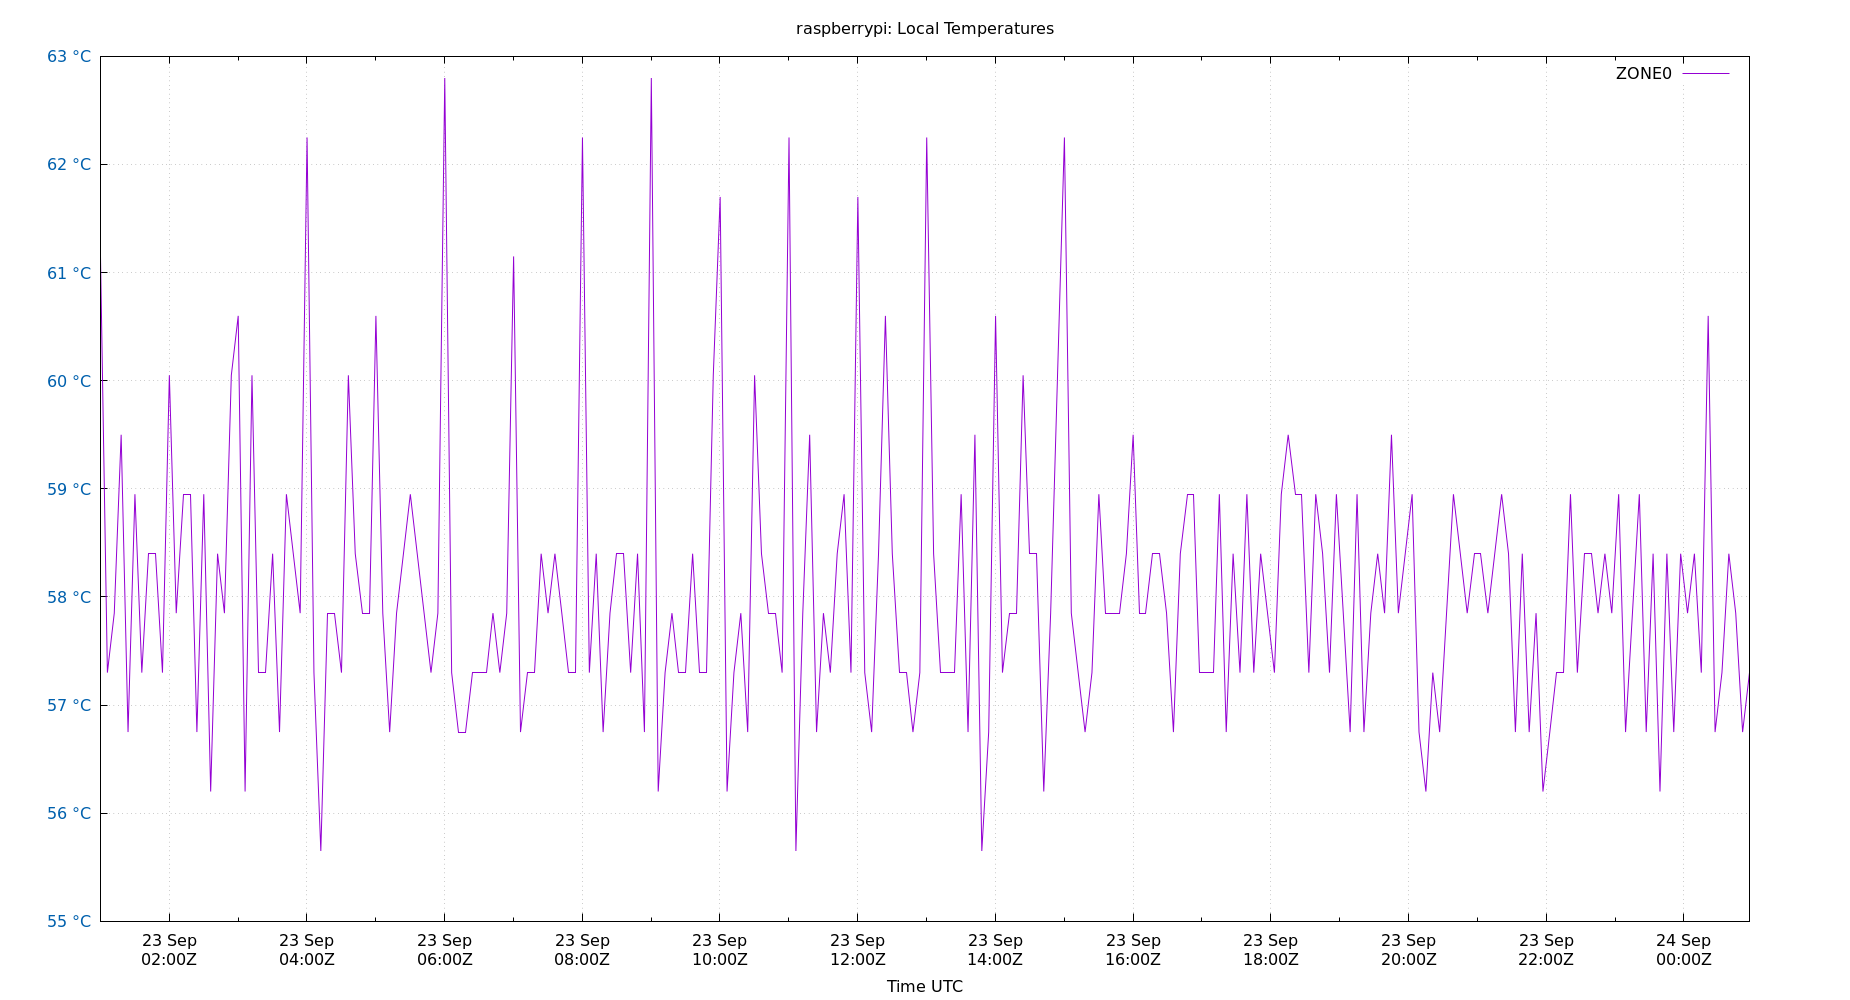 raspberrypi: Local Temperatures
63 °C
ZONE0
62 °C
61 °C
60 °C
59 °C
58 °C
57 °C
56 °C
55 °C
23 Sep 23 Sep 23 Sep 23 Sep 23 Sep 23 Sep 23 Sep 23 Sep 23 Sep 23 Sep 23 Sep 24 Sep
02:00Z 04:00Z 06:00Z 08:00Z 10:00Z 12:00Z 14:00Z 16:00Z 18:00Z 20:00Z 22:00Z 00:00Z
Time UTC